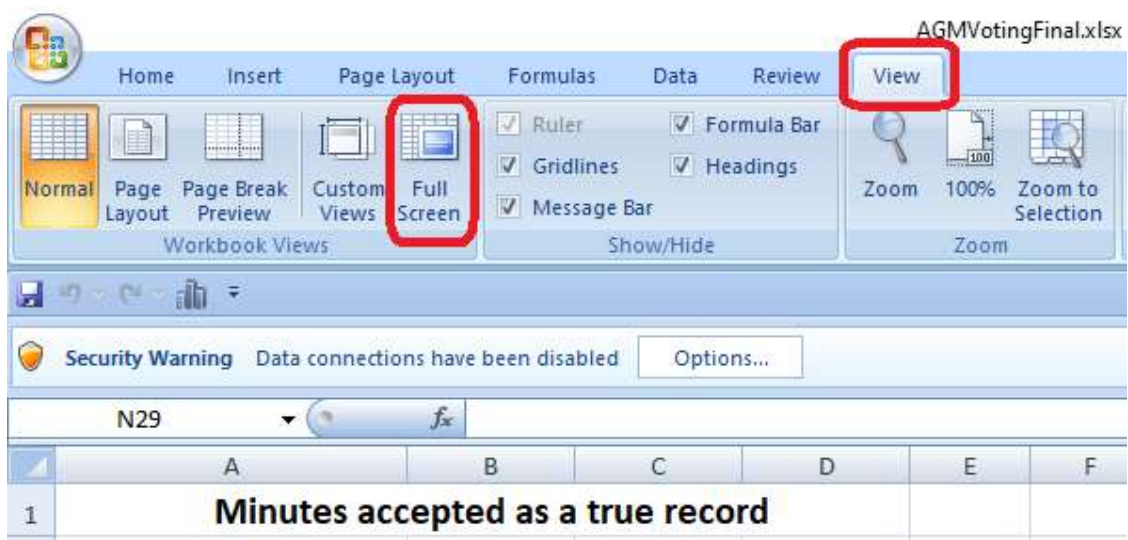 AGMVotingFinal.xlsx
Home Insert Page Layout Formulas Data Review View
Normal
Page Layout
Page Break Preview
Custom Views
Full Screen
Workbook Views
Ruler
Formula Bar
Gridlines
Headings
Message Bar
Show/Hide
Zoom
100
100%
Zoom to Selection
Zoom
Security Warning Data connections have been disabled Options...
N29 fx
A B C D E F
1 Minutes accepted as a true record